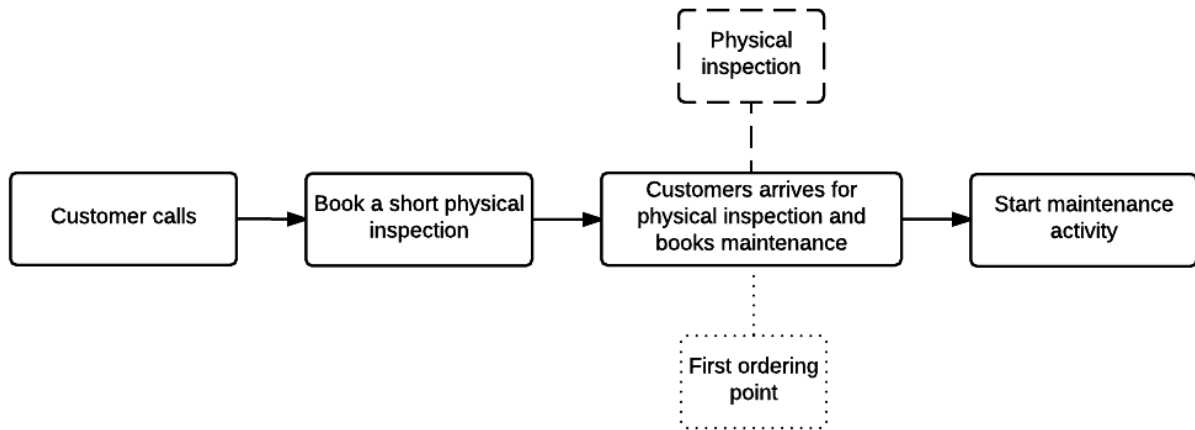 Physical
inspection
Customer calls
Book a short physical
inspection
Customers arrives for
physical inspection and
books maintenance
Start maintenance
activity
First ordering
point